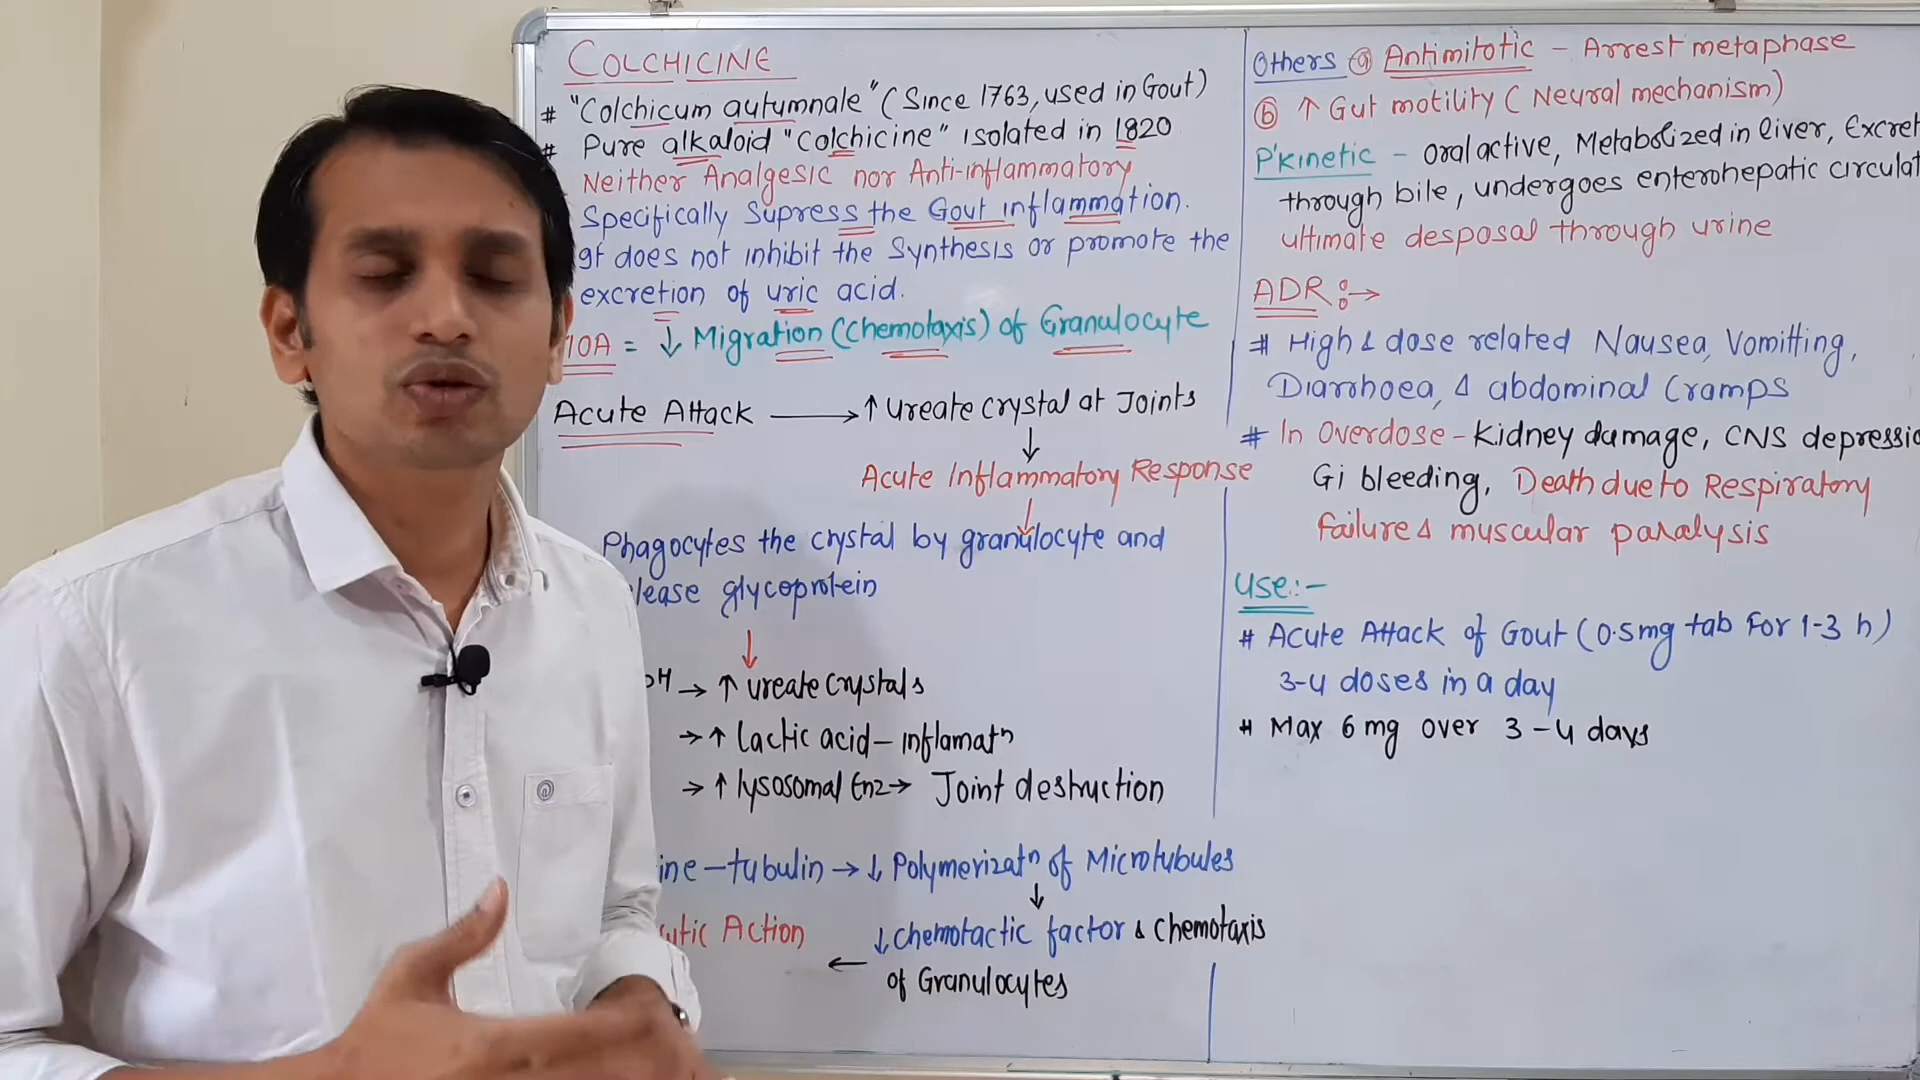 COLCHICINE
# "Colchicum autumnale" (Since 1763, used in Gout)
# Pure alkaloid "Colchicine" isolated in 1820
Neither Analgesic nor Anti-inflammatory
Specifically Supress the Gout inflammation.
It does not inhibit the Synthesis or promote the
excretion of uric acid.
MOA = ↓ Migration (Chemotaxis) of Granulocyte
Acute Attack → ↑ Ureate crystal at Joints
↓
Acute Inflammatory Response
↓
Phagocytes the crystal by granulocyte and
lease glycoprotein
↓
pH → ↑ ureate crystals
→ ↑ lactic acid – inflamatⁿ
→ ↑ lysosomal Enz → Joint destruction
ine – tubulin → ↓ Polymerizatⁿ of Microtubules
↓
↓ chemotactic factor & chemotaxis
of Granulocytes
← 
utic Action
Others ⓐ Antimitotic – Arrest metaphase
ⓑ ↑ Gut motility (Neural mechanism)
P'kinetic – oral active, Metabolized in liver, Excret
through bile, undergoes enterohepatic circulat
ultimate desposal through urine
ADR :→
# High & dose related Nausea, Vomitting,
Diarrhoea, & abdominal Cramps
# In Overdose – Kidney damage, CNS depressio
Gi bleeding, Death due to Respiratory
failure & muscular paralysis
Use:-
# Acute Attack of Gout (0.5mg tab for 1-3 h)
3-4 doses in a day
# Max 6 mg over 3-4 days